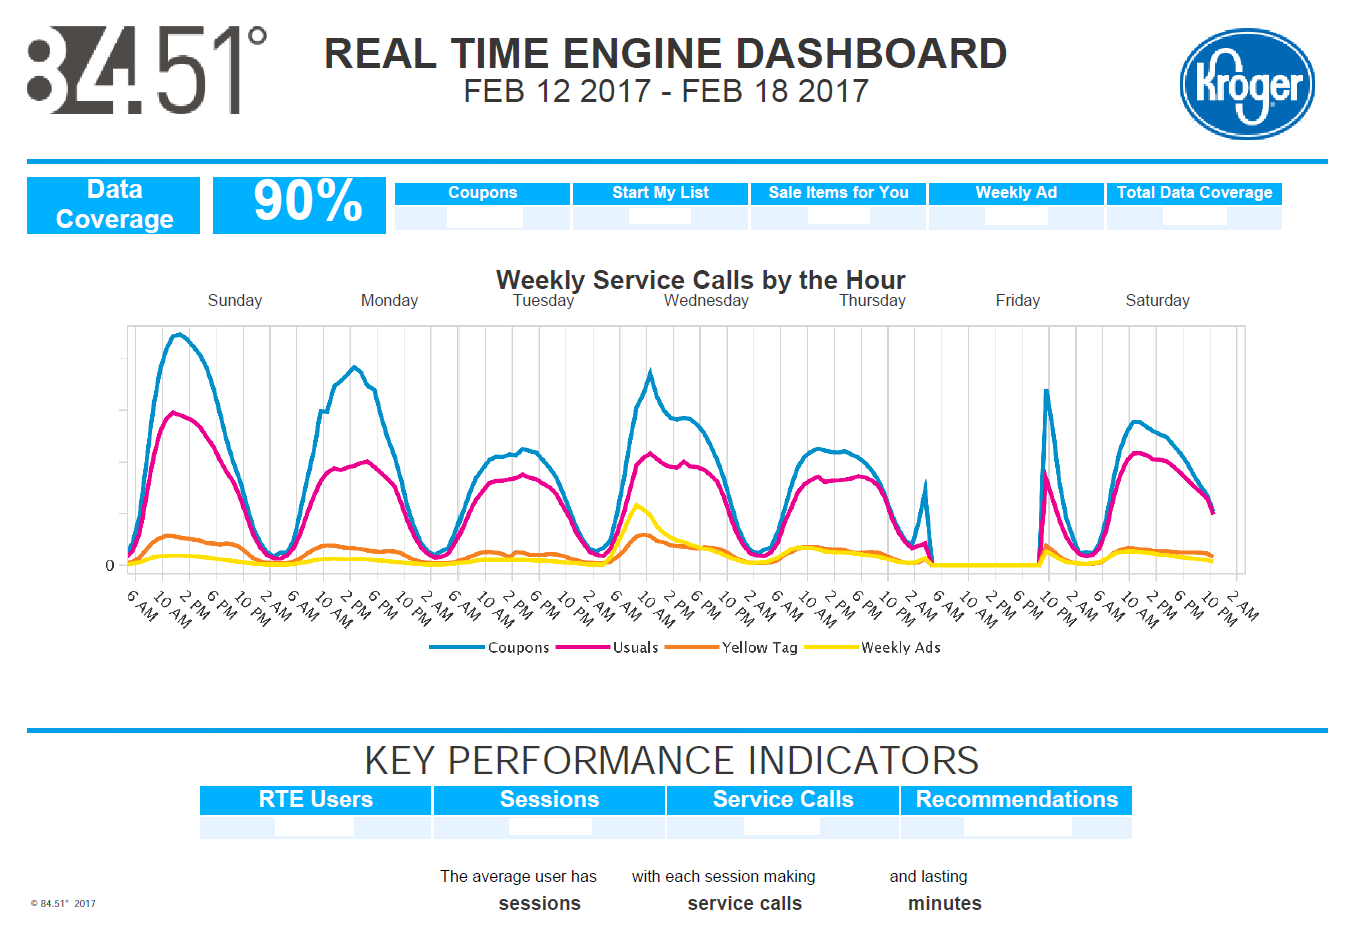 84.51°
REAL TIME ENGINE DASHBOARD
FEB 12 2017 - FEB 18 2017
Kroger
Data
Coverage
90%
Coupons Start My List Sale Items for You Weekly Ad Total Data Coverage
Weekly Service Calls by the Hour
Sunday Monday Tuesday Wednesday Thursday Friday Saturday
0
6 AM 10 AM 2 PM 6 PM 10 PM 2 AM 6 AM 10 AM 2 PM 6 PM 10 PM 2 AM 6 AM 10 AM 2 PM 6 PM 10 PM 2 AM 6 AM 10 AM 2 PM 6 PM 10 PM 2 AM 6 AM 10 AM 2 PM 6 PM 10 PM 2 AM 6 AM 10 AM 2 PM 6 PM 10 PM 2 AM 6 AM 10 AM 2 PM 6 PM 10 PM 2 AM
Coupons Usuals Yellow Tag Weekly Ads
KEY PERFORMANCE INDICATORS
RTE Users Sessions Service Calls Recommendations
The average user has with each session making and lasting
sessions service calls minutes
© 84.51° 2017